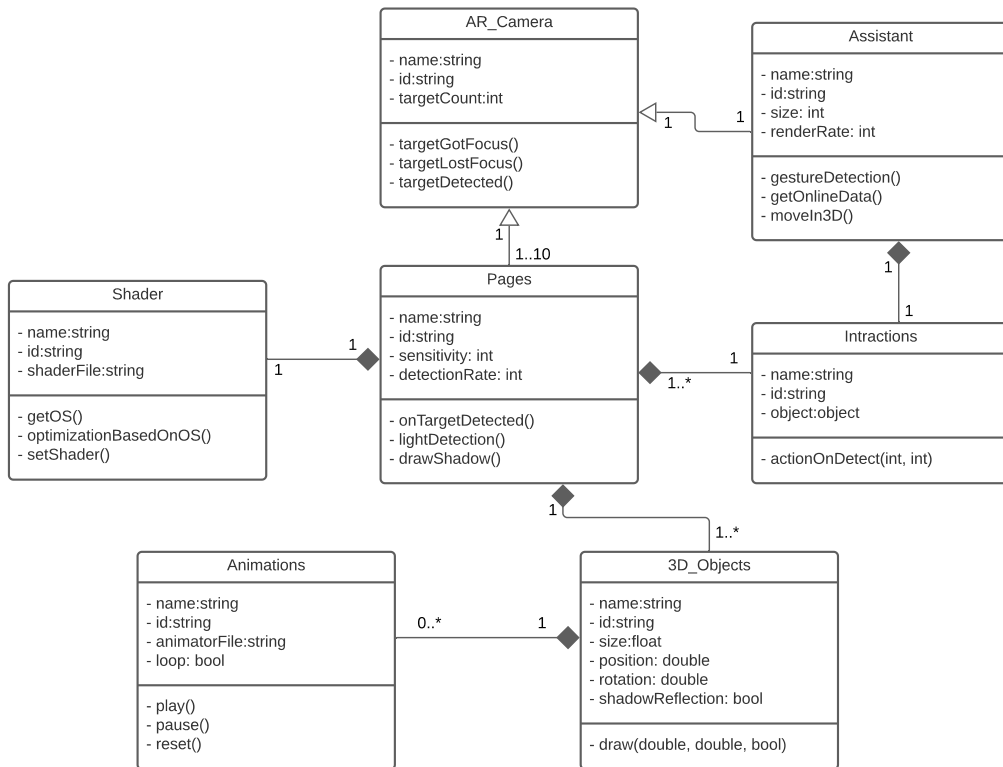 AR_Camera
- name:string
- id:string
- targetCount:int
- targetGotFocus()
- targetLostFocus()
- targetDetected()
Assistant
- name:string
- id:string
- size: int
- renderRate: int
- gestureDetection()
- getOnlineData()
- moveIn3D()
1
1
1
1..10
1
1
Shader
- name:string
- id:string
- shaderFile:string
- getOS()
- optimizationBasedOnOS()
- setShader()
1
1
Pages
- name:string
- id:string
- sensitivity: int
- detectionRate: int
- onTargetDetected()
- lightDetection()
- drawShadow()
1
1..*
Intractions
- name:string
- id:string
- object:object
- actionOnDetect(int, int)
1
1..*
Animations
- name:string
- id:string
- animatorFile:string
- loop: bool
- play()
- pause()
- reset()
0..*
1
3D_Objects
- name:string
- id:string
- size:float
- position: double
- rotation: double
- shadowReflection: bool
- draw(double, double, bool)